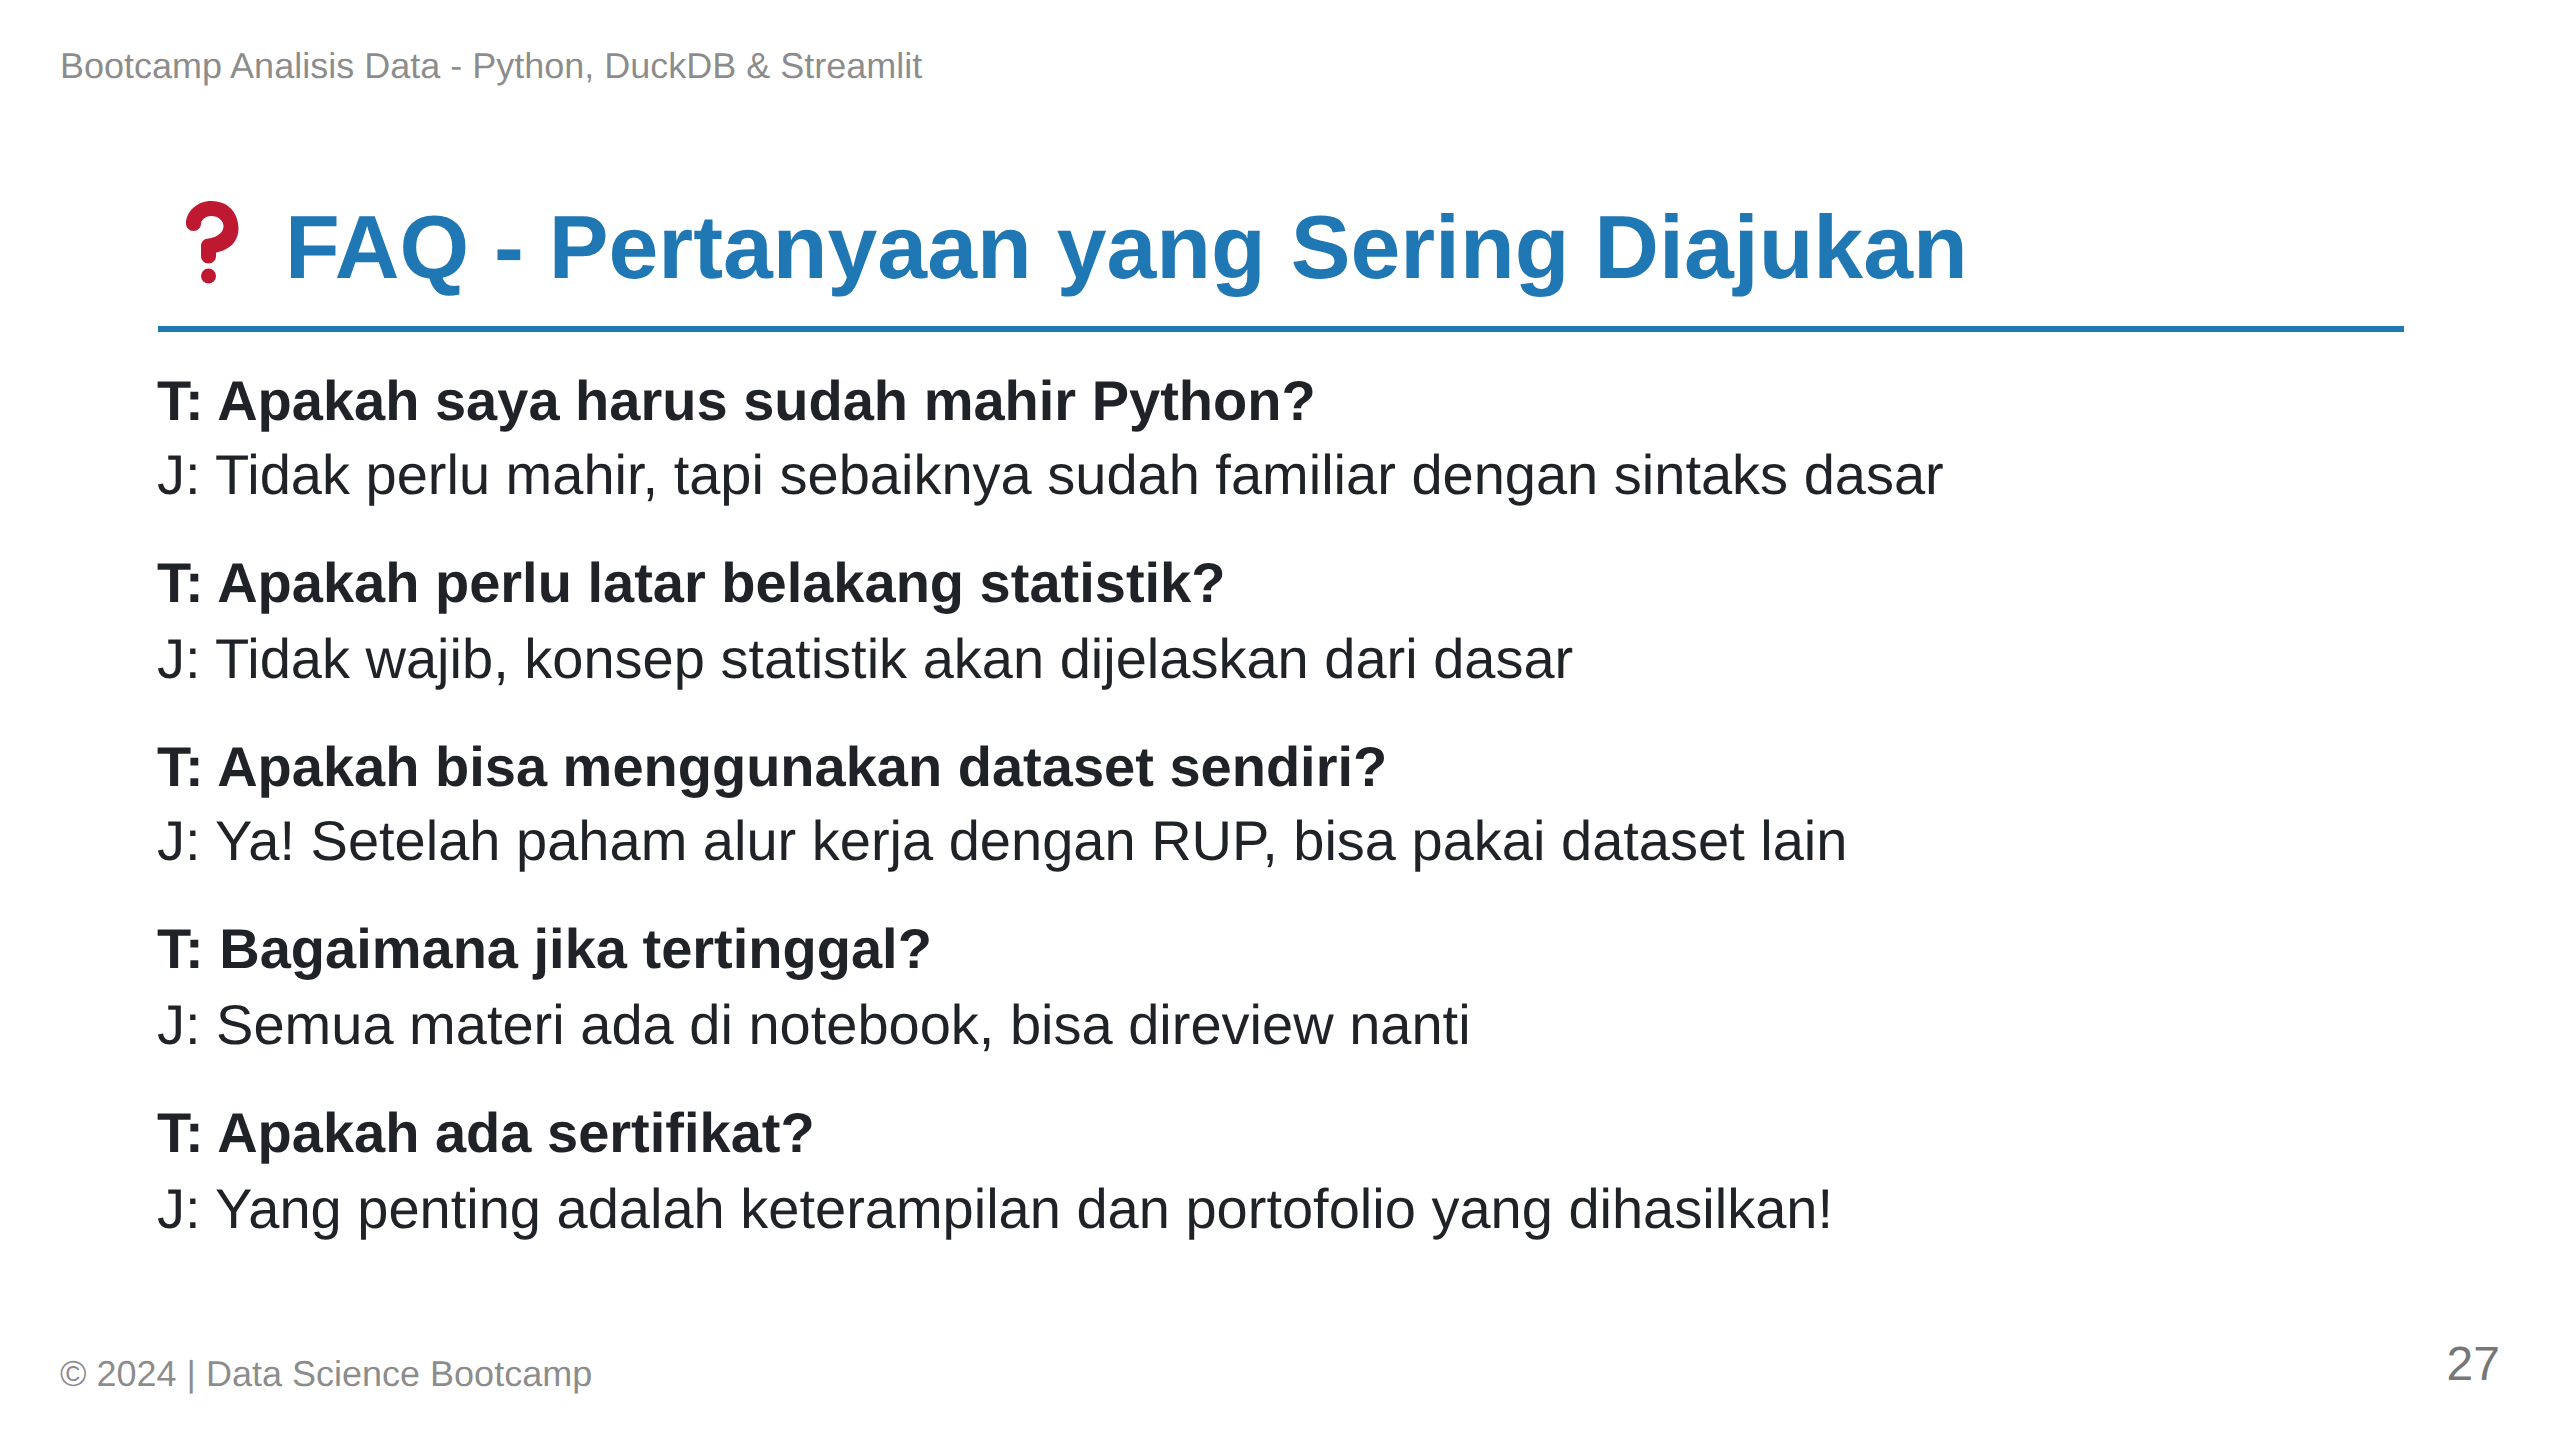 Bootcamp Analisis Data - Python, DuckDB & Streamlit
❓ FAQ - Pertanyaan yang Sering Diajukan
T: Apakah saya harus sudah mahir Python?
J: Tidak perlu mahir, tapi sebaiknya sudah familiar dengan sintaks dasar
T: Apakah perlu latar belakang statistik?
J: Tidak wajib, konsep statistik akan dijelaskan dari dasar
T: Apakah bisa menggunakan dataset sendiri?
J: Ya! Setelah paham alur kerja dengan RUP, bisa pakai dataset lain
T: Bagaimana jika tertinggal?
J: Semua materi ada di notebook, bisa direview nanti
T: Apakah ada sertifikat?
J: Yang penting adalah keterampilan dan portofolio yang dihasilkan!
© 2024 | Data Science Bootcamp
27